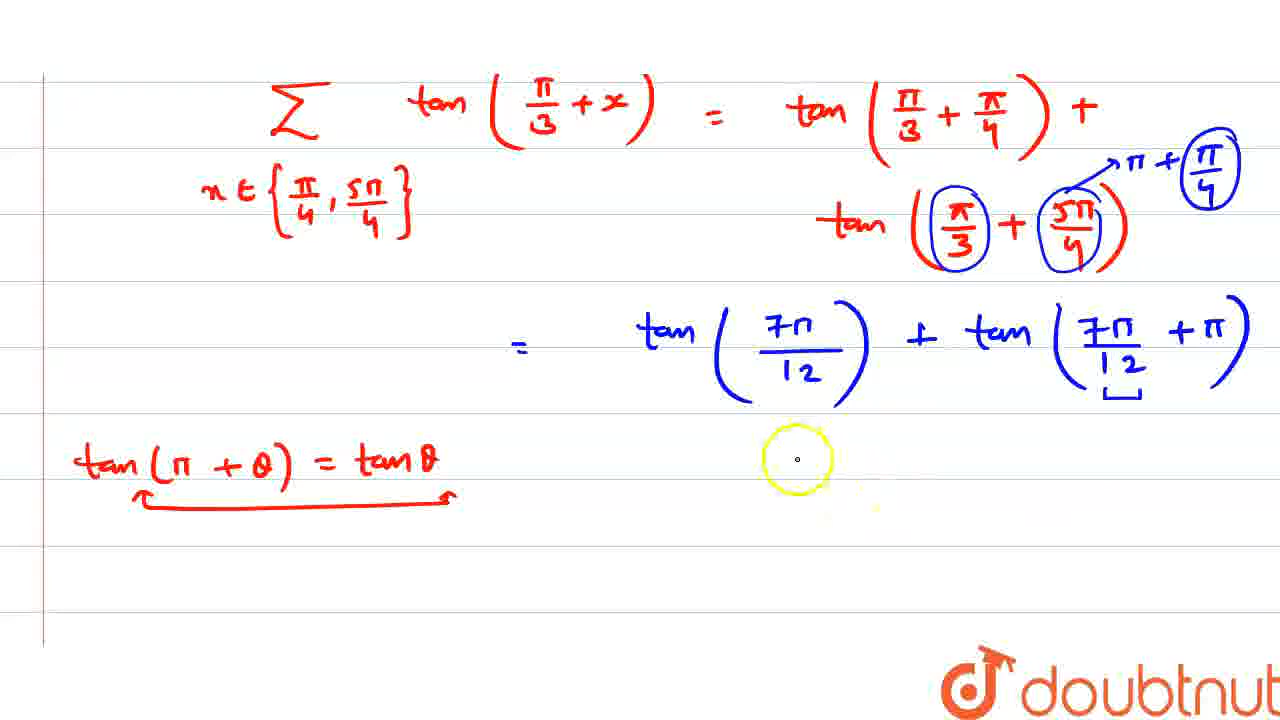 ∑ tan (π/3 + x) = tan (π/3 + π/4) +
x ∈ {π/4, 5π/4}
π + π/4
tan (π/3 + 5π/4)
= tan (7π/12) + tan (7π/12 + π)
tan (π + θ) = tan θ
doubtnut